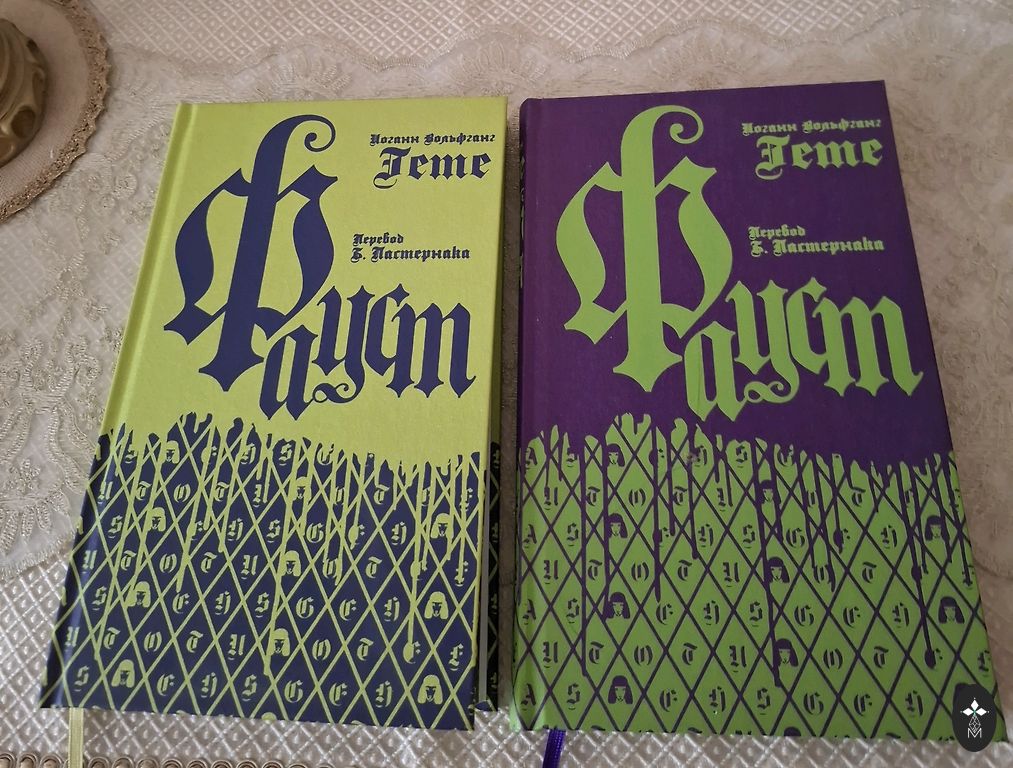 Иоганн Вольфганг
Гете
Перевод
Б. Пастернака
Фауст
Иоганн Вольфганг
Гете
Перевод
Б. Пастернака
Фауст